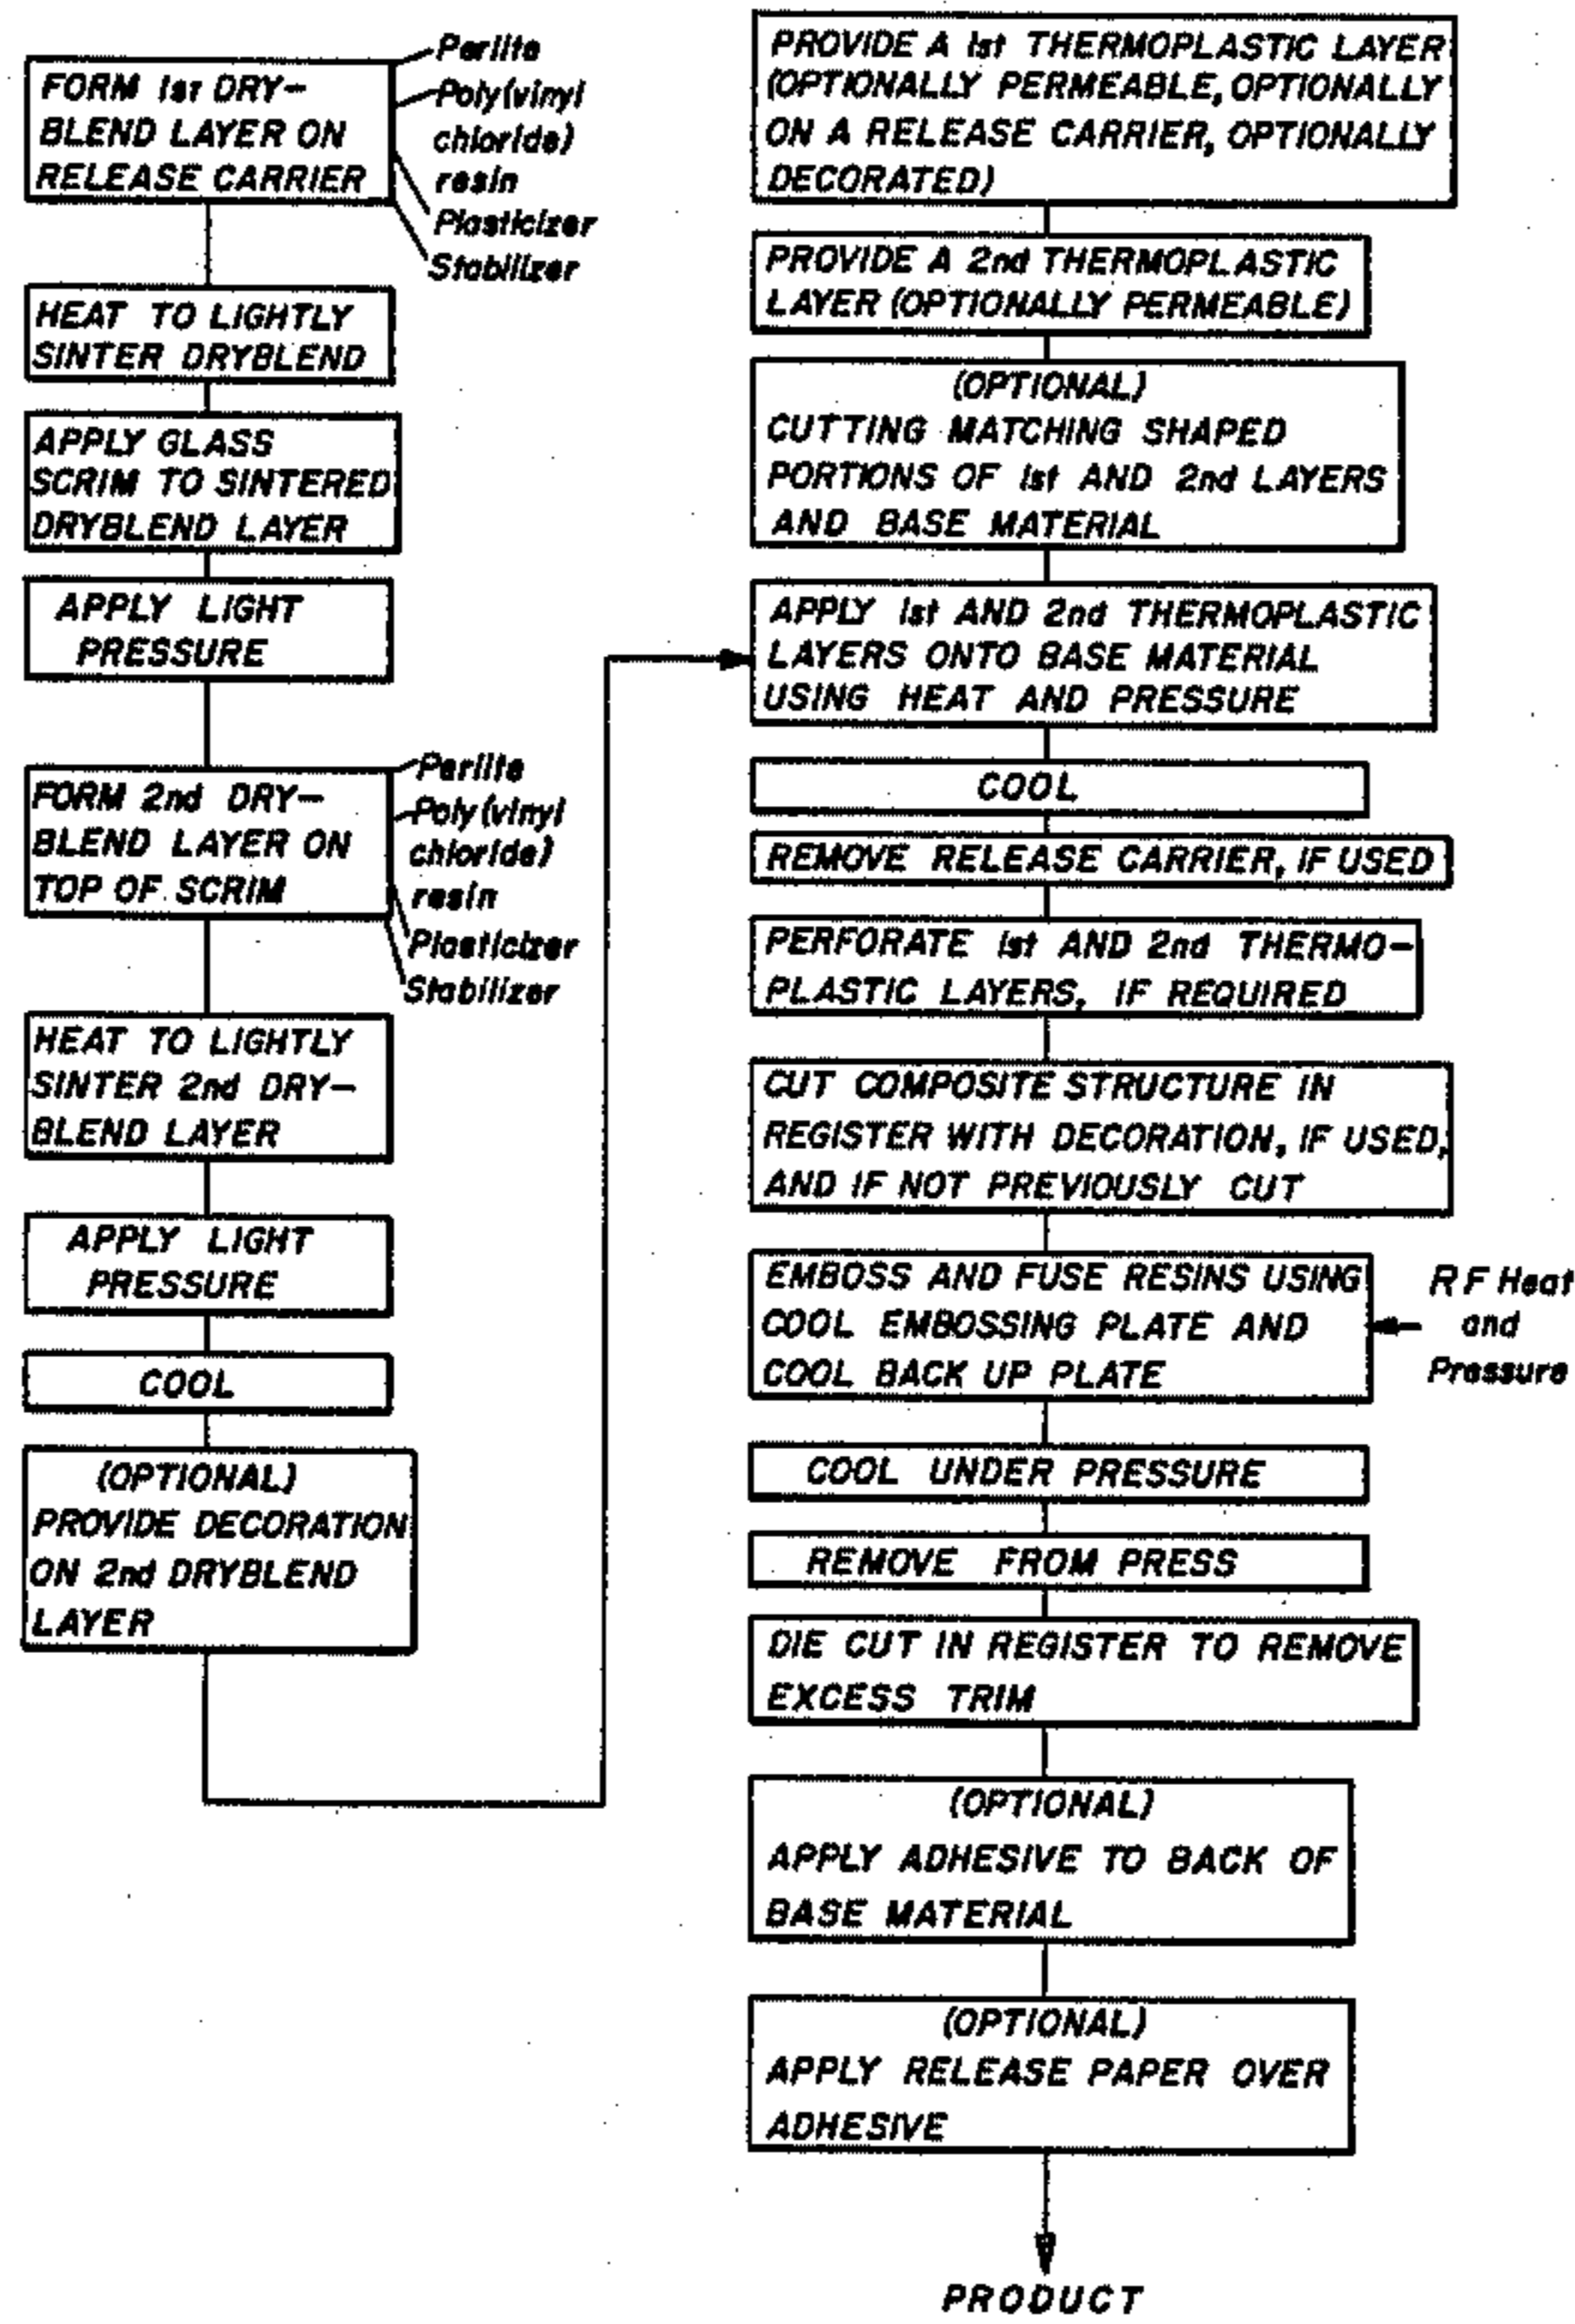 FORM 1st DRY-
BLEND LAYER ON
RELEASE CARRIER
Perlite
Poly(vinyl
chloride)
resin
Plasticizer
Stabilizer
HEAT TO LIGHTLY
SINTER DRYBLEND
APPLY GLASS
SCRIM TO SINTERED
DRYBLEND LAYER
APPLY LIGHT
PRESSURE
FORM 2nd DRY-
BLEND LAYER ON
TOP OF SCRIM
Perlite
Poly(vinyl
chloride)
resin
Plasticizer
Stabilizer
HEAT TO LIGHTLY
SINTER 2nd DRY-
BLEND LAYER
APPLY LIGHT
PRESSURE
COOL
(OPTIONAL)
PROVIDE DECORATION
ON 2nd DRYBLEND
LAYER
PROVIDE A 1st THERMOPLASTIC LAYER
(OPTIONALLY PERMEABLE, OPTIONALLY
ON A RELEASE CARRIER, OPTIONALLY
DECORATED)
PROVIDE A 2nd THERMOPLASTIC
LAYER (OPTIONALLY PERMEABLE)
(OPTIONAL)
CUTTING MATCHING SHAPED
PORTIONS OF 1st AND 2nd LAYERS
AND BASE MATERIAL
APPLY 1st AND 2nd THERMOPLASTIC
LAYERS ONTO BASE MATERIAL
USING HEAT AND PRESSURE
COOL
REMOVE RELEASE CARRIER, IF USED
PERFORATE 1st AND 2nd THERMO-
PLASTIC LAYERS, IF REQUIRED
CUT COMPOSITE STRUCTURE IN
REGISTER WITH DECORATION, IF USED,
AND IF NOT PREVIOUSLY CUT
EMBOSS AND FUSE RESINS USING
COOL EMBOSSING PLATE AND
COOL BACK UP PLATE
RF Heat
and
Pressure
COOL UNDER PRESSURE
REMOVE FROM PRESS
DIE CUT IN REGISTER TO REMOVE
EXCESS TRIM
(OPTIONAL)
APPLY ADHESIVE TO BACK OF
BASE MATERIAL
(OPTIONAL)
APPLY RELEASE PAPER OVER
ADHESIVE
PRODUCT